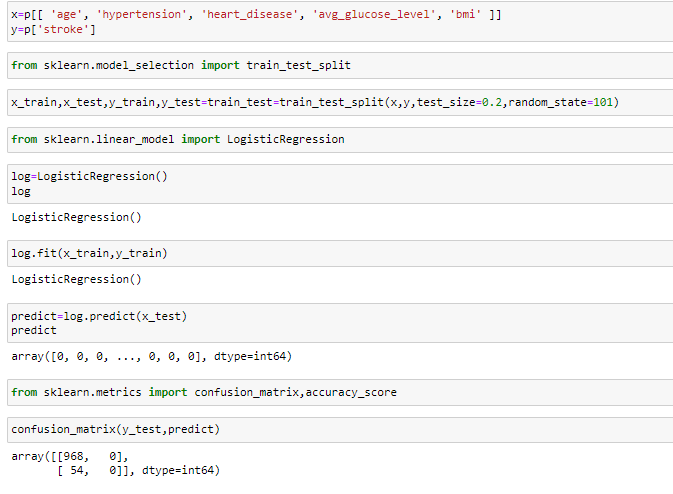 x=p[[ 'age', 'hypertension', 'heart_disease', 'avg_glucose_level', 'bmi' ]]
y=p['stroke']
from sklearn.model_selection import train_test_split
x_train,x_test,y_train,y_test=train_test=train_test_split(x,y,test_size=0.2,random_state=101)
from sklearn.linear_model import LogisticRegression
log=LogisticRegression()
log
LogisticRegression()
log.fit(x_train,y_train)
LogisticRegression()
predict=log.predict(x_test)
predict
array([0, 0, 0, ..., 0, 0, 0], dtype=int64)
from sklearn.metrics import confusion_matrix,accuracy_score
confusion_matrix(y_test,predict)
array([[968,   0],
       [ 54,   0]], dtype=int64)